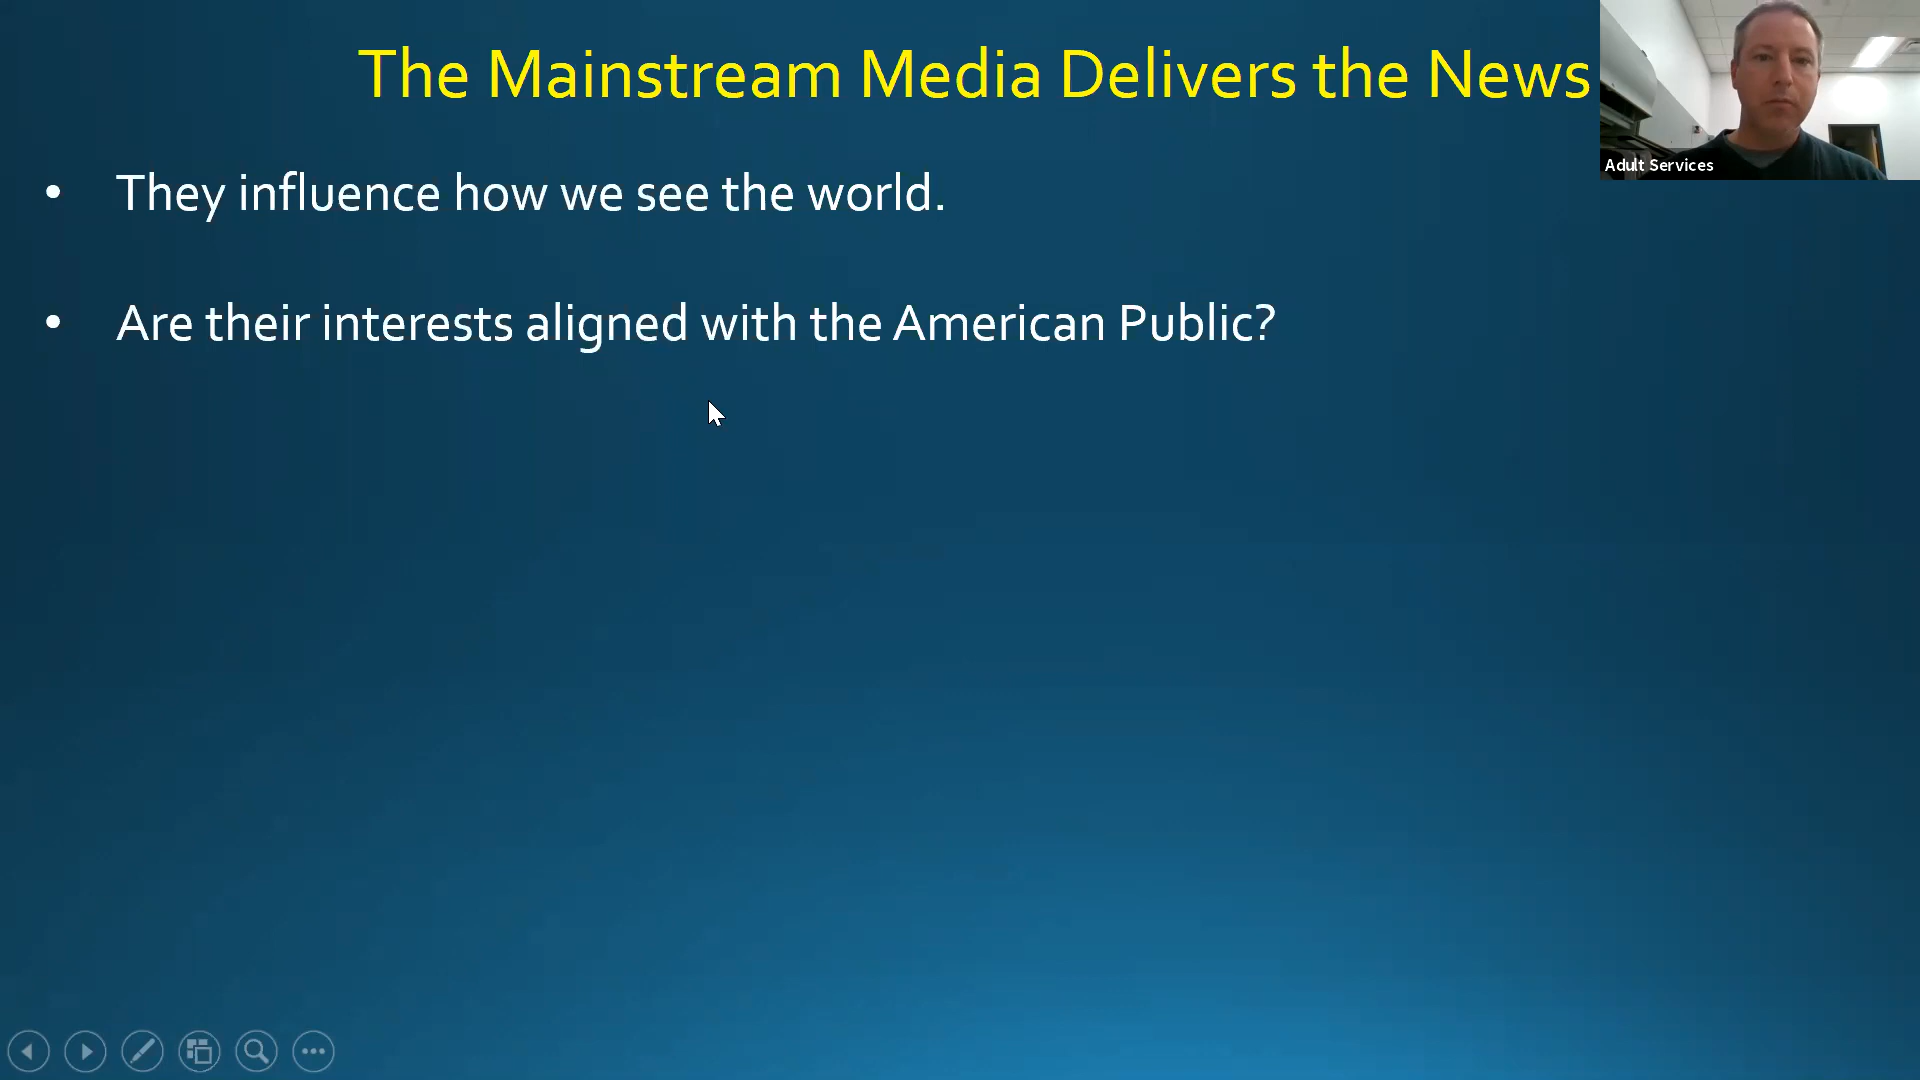 The Mainstream Media Delivers the News
Adult Services
• They influence how we see the world.
• Are their interests aligned with the American Public?